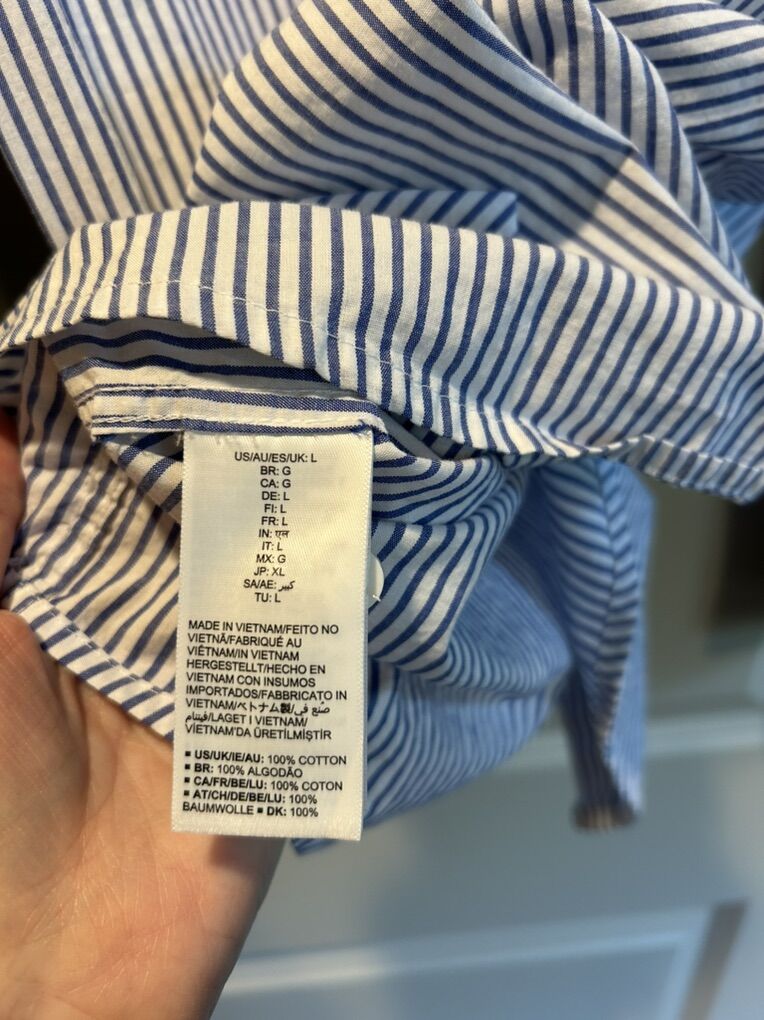 US/AU/ES/UK: L
BR: G
CA: G
DE: L
FI: L
FR: L
IN: एल
IT: L
MX: G
JP: XL
SA/AE: كبير
TU: L
MADE IN VIETNAM/FEITO NO
VIETNÃ/FABRIQUÉ AU
VIÊTNAM/IN VIETNAM
HERGESTELLT/HECHO EN
VIETNAM CON INSUMOS
IMPORTADOS/FABBRICATO IN
VIETNAM/ベトナム製/صنع في
فيتنام/LAGET I VIETNAM/
VİETNAM'DA ÜRETİLMİŞTİR
▪ US/UK/IE/AU: 100% COTTON
▪ BR: 100% ALGODÃO
▪ CA/FR/BE/LU: 100% COTON
▪ AT/CH/DE/BE/LU: 100%
BAUMWOLLE ▪ DK: 100%